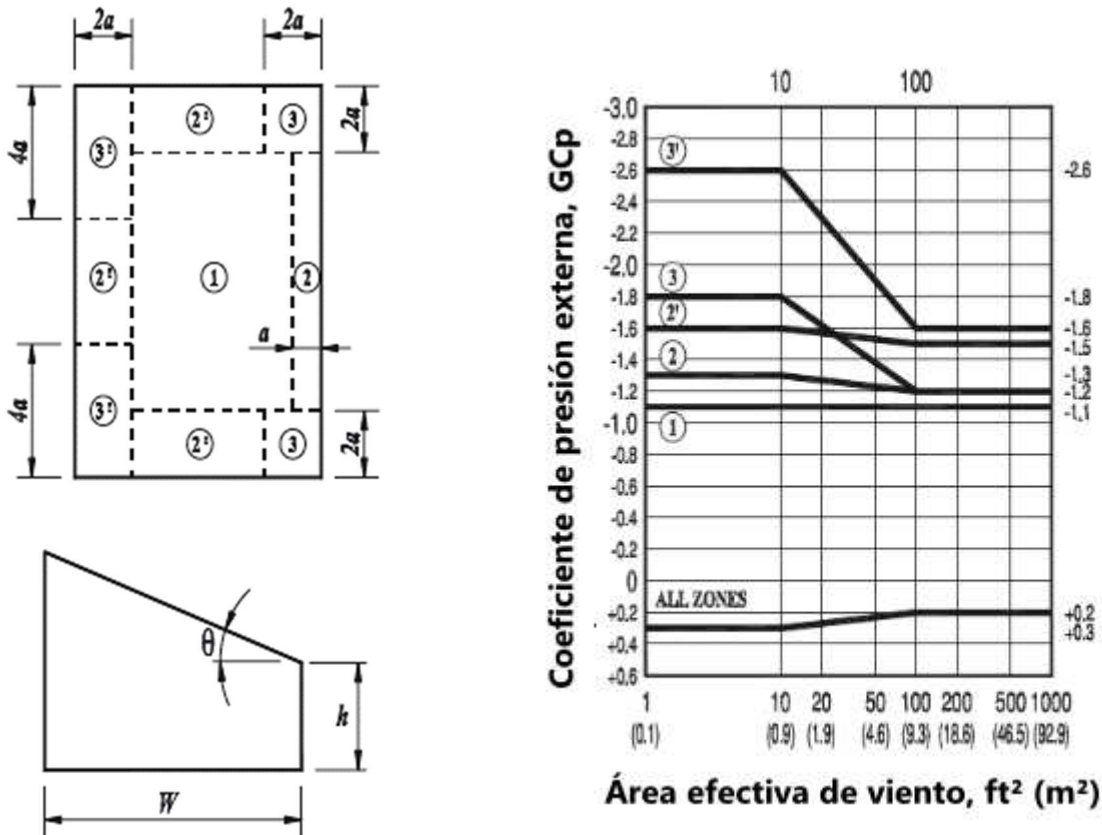 2a 2a
2' 3
3' 4a 2a
2' 1 2
a
3' 4a
2' 3 2a
θ
h
W
10 100
-3.0
-2.8
-2.6 3' -2.6
-2,4
-2.2
-2.0
-1.8 3 -1.8
-1.6 2' -1.6
-1.5
-1.4 2 -1.3
-1.2 -1.2
-1.1
-1.0 1
-0.8
-0.6
-0.4
-0.2
0
ALL ZONES
+0.2 +0.2
+0.3
+0.4
+0.6
Coeficiente de presión externa, GCp
1 10 20 50 100 200 500 1000
(0.1) (0.9) (1.9) (4.6) (9.3) (18.6) (46.5) (92.9)
Área efectiva de viento, ft² (m²)